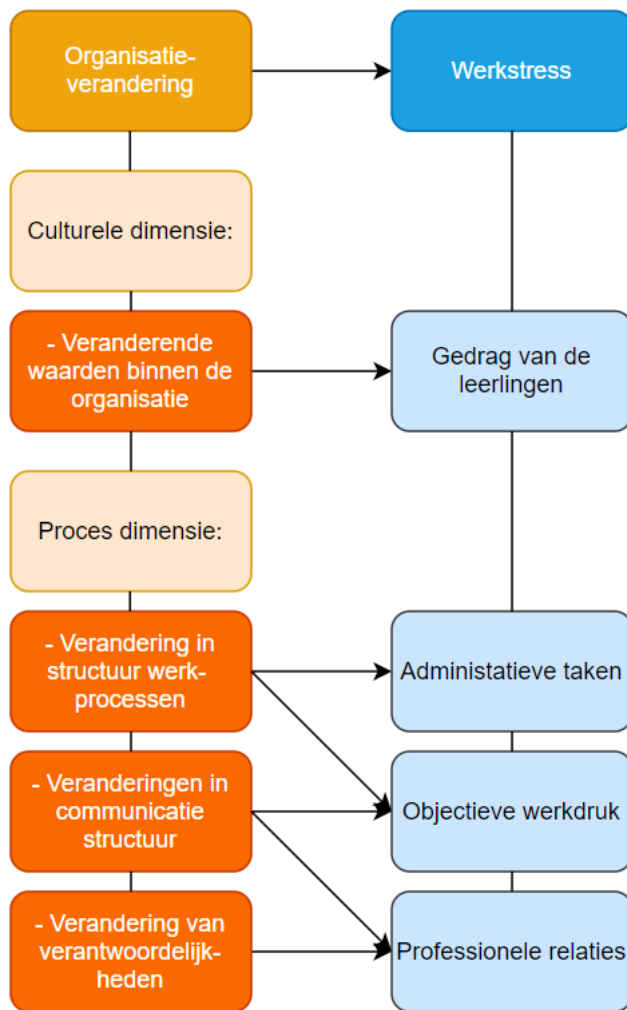 Organisatie-
verandering
Werkstress
Culturele dimensie:
- Veranderende
waarden binnen de
organisatie
Gedrag van de
leerlingen
Proces dimensie:
- Verandering in
structuur werk-
processen
Administatieve taken
- Veranderingen in
communicatie
structuur
Objectieve werkdruk
- Verandering van
verantwoordelijk-
heden
Professionele relaties